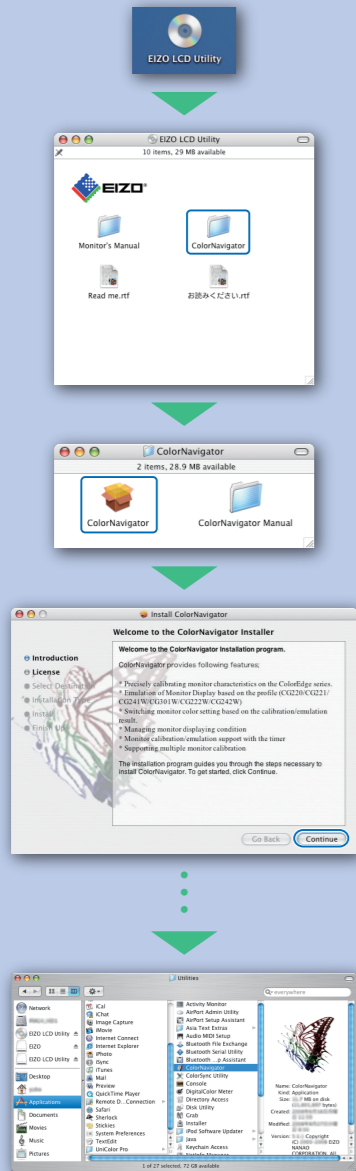 EIZO LCD Utility
EIZO LCD Utility
10 items, 29 MB available
EIZO
Monitor's Manual
ColorNavigator
Read me.rtf
お読みください.rtf
ColorNavigator
2 items, 28.9 MB available
ColorNavigator
ColorNavigator Manual
Install ColorNavigator
Welcome to the ColorNavigator Installer
Introduction
License
Select Destination
Installation Type
Install
Finish Up
Welcome to the ColorNavigator Installation program.
ColorNavigator provides following features;
* Precisely calibrating monitor characteristics on the ColorEdge series.
* Emulation of Monitor Display based on the profile (CG220/CG221/
CG241W/CG301W/CG222W/CG242W)
* Switching monitor color setting based on the calibration/emulation
result.
* Managing monitor displaying condition
* Monitor calibration/emulation support with the timer
* Supporting multiple monitor calibration
The installation program guides you through the steps necessary to
install ColorNavigator. To get started, click Continue.
Go Back
Continue
Utilities
everywhere
Network
EIZO LCD Utility
EIZO
EIZO LCD Utility
Desktop
Applications
Documents
Movies
Music
Pictures
iCal
iChat
Image Capture
iMovie
Internet Connect
Internet Explorer
iPhoto
iSync
iTunes
Mail
Preview
QuickTime Player
Remote D...Connection
Safari
Sherlock
Stickies
System Preferences
TextEdit
UniColor Pro
Activity Monitor
AirPort Admin Utility
AirPort Setup Assistant
Asia Text Extras
Audio MIDI Setup
Bluetooth File Exchange
Bluetooth Serial Utility
Bluetooth ...p Assistant
ColorNavigator
ColorSync Utility
Console
DigitalColor Meter
Directory Access
Disk Utility
Grab
Installer
iPod Software Updater
Java
Keychain Access
Name: ColorNavigator
Kind: Application
Size:
MB on disk
bytes)
Created:
Modified:
Version:
Copyright
EIZO
NANAO
CORPORATION. All
1 of 27 selected, 72 GB available